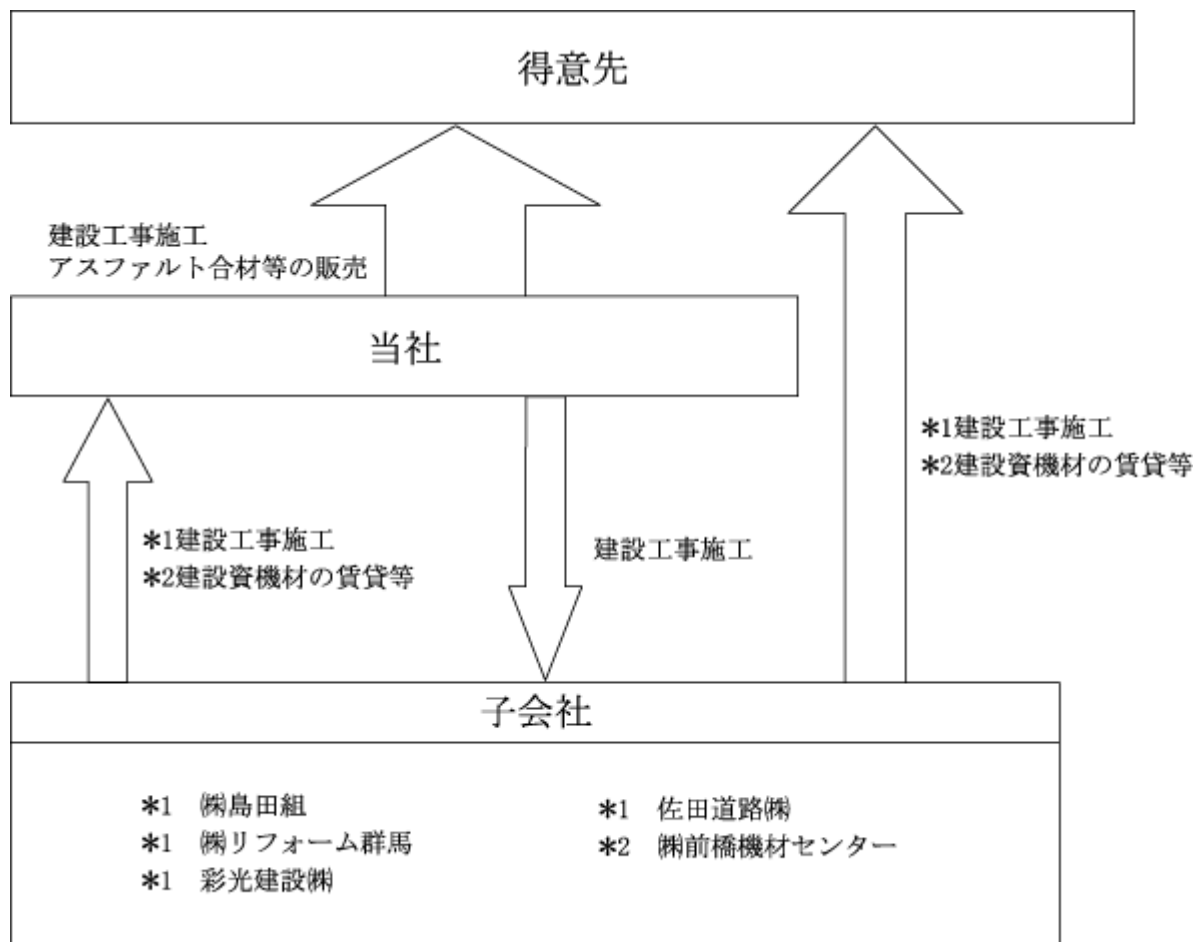 得意先
建設工事施工
アスファルト合材等の販売
当社
*1建設工事施工
*2建設資機材の賃貸等
*1建設工事施工
*2建設資機材の賃貸等
建設工事施工
子会社
*1 ㈱島田組
*1 佐田道路㈱
*1 ㈱リフォーム群馬
*2 ㈱前橋機材センター
*1 彩光建設㈱